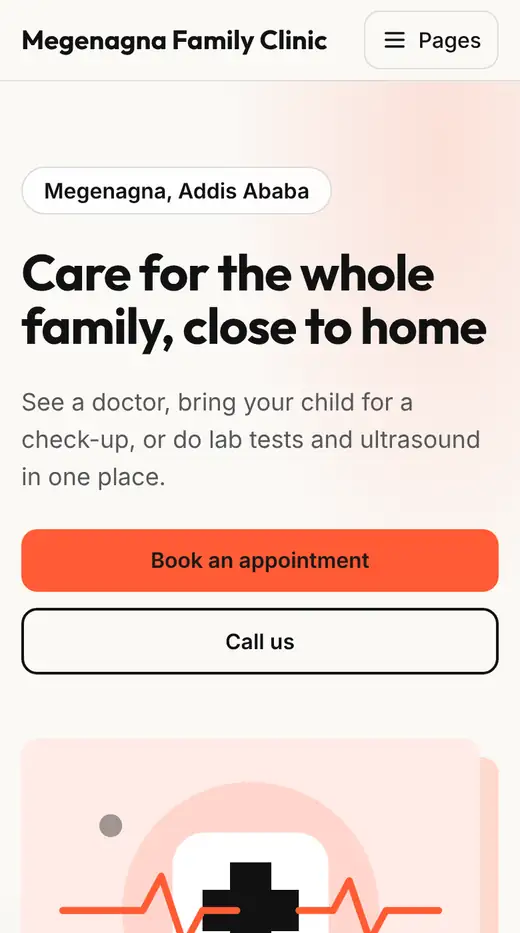 Megenagna Family Clinic
Pages
Megenagna, Addis Ababa
Care for the whole
family, close to home
See a doctor, bring your child for a
check-up, or do lab tests and ultrasound
in one place.
Book an appointment
Call us